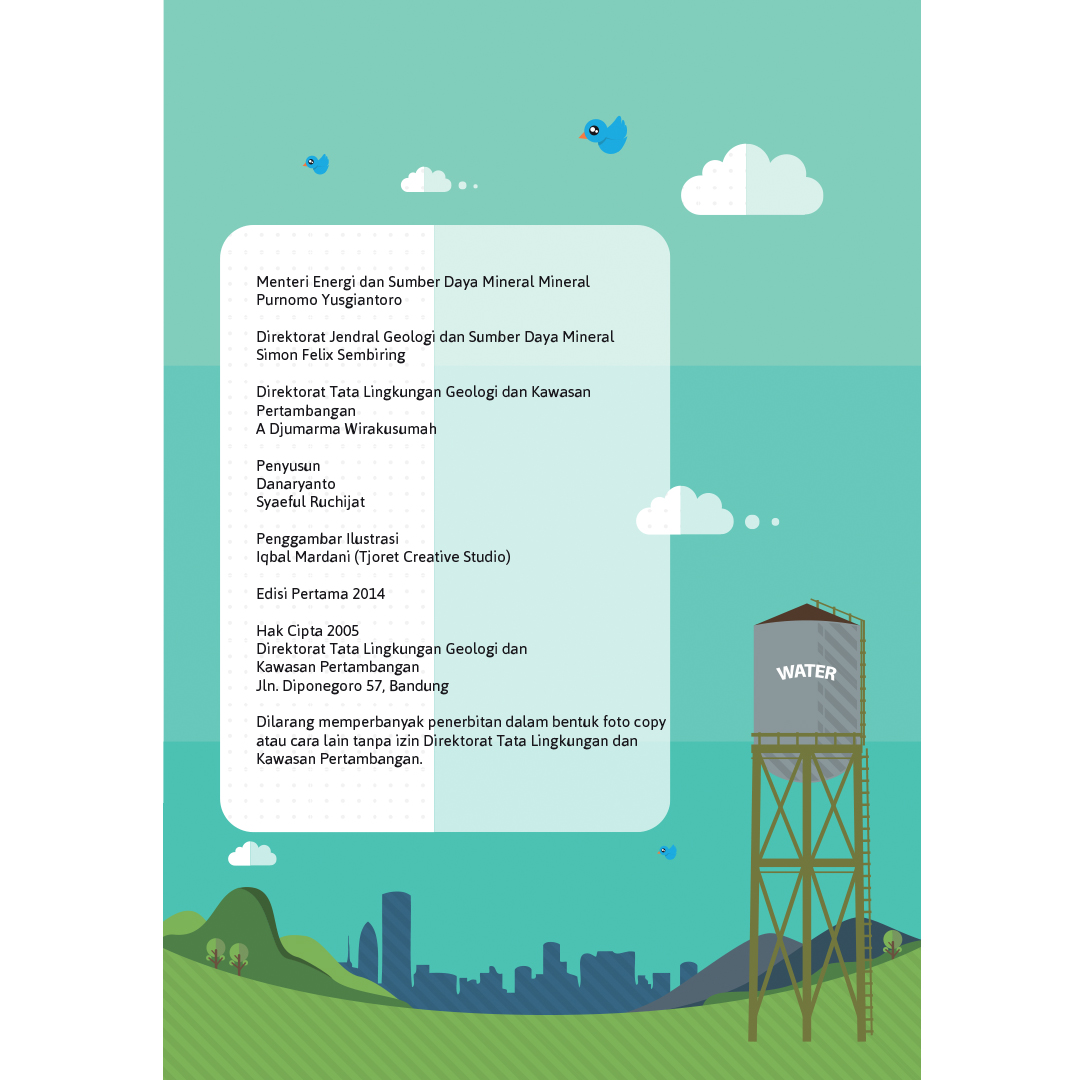 Menteri Energi dan Sumber Daya Mineral Mineral
Purnomo Yusgiantoro
Direktorat Jendral Geologi dan Sumber Daya Mineral
Simon Felix Sembiring
Direktorat Tata Lingkungan Geologi dan Kawasan
Pertambangan
A Djumarma Wirakusumah
Penyusun
Danaryanto
Syaeful Ruchijat
Penggambar Ilustrasi
Iqbal Mardani (Tjoret Creative Studio)
Edisi Pertama 2014
Hak Cipta 2005
Direktorat Tata Lingkungan Geologi dan
Kawasan Pertambangan
Jln. Diponegoro 57, Bandung
Dilarang memperbanyak penerbitan dalam bentuk foto copy
atau cara lain tanpa izin Direktorat Tata Lingkungan dan
Kawasan Pertambangan.
WATER